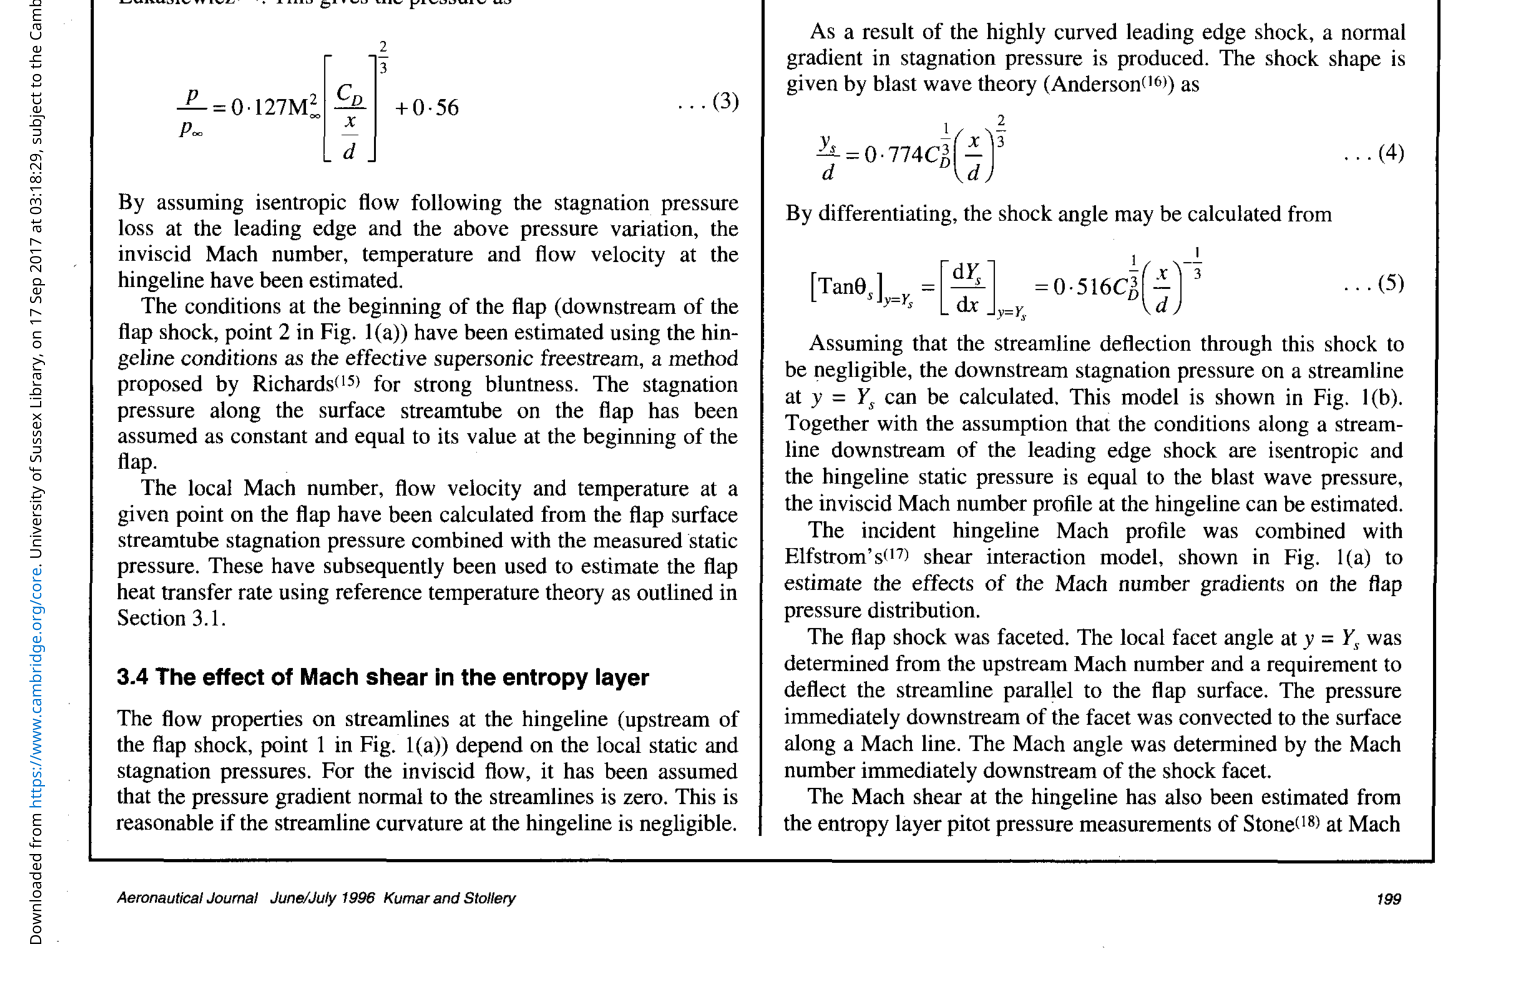 Downloaded from https://www.cambridge.org/core. University of Sussex Library, on 17 Sep 2017 at 03:18:29, subject to the Camb
p/p∞ = 0·127M∞² [C_D / (x/d)]^(2/3) + 0·56 ... (3)
By assuming isentropic flow following the stagnation pressure
loss at the leading edge and the above pressure variation, the
inviscid Mach number, temperature and flow velocity at the
hingeline have been estimated.
The conditions at the beginning of the flap (downstream of the
flap shock, point 2 in Fig. 1(a)) have been estimated using the hin-
geline conditions as the effective supersonic freestream, a method
proposed by Richards(15) for strong bluntness. The stagnation
pressure along the surface streamtube on the flap has been
assumed as constant and equal to its value at the beginning of the
flap.
The local Mach number, flow velocity and temperature at a
given point on the flap have been calculated from the flap surface
streamtube stagnation pressure combined with the measured static
pressure. These have subsequently been used to estimate the flap
heat transfer rate using reference temperature theory as outlined in
Section 3.1.
3.4 The effect of Mach shear in the entropy layer
The flow properties on streamlines at the hingeline (upstream of
the flap shock, point 1 in Fig. 1(a)) depend on the local static and
stagnation pressures. For the inviscid flow, it has been assumed
that the pressure gradient normal to the streamlines is zero. This is
reasonable if the streamline curvature at the hingeline is negligible.
As a result of the highly curved leading edge shock, a normal
gradient in stagnation pressure is produced. The shock shape is
given by blast wave theory (Anderson(16)) as
y_s/d = 0·774C_D^(1/3) (x/d)^(2/3) ... (4)
By differentiating, the shock angle may be calculated from
[Tanθ_s]_y=Y_s = [dY_s/dx]_y=Y_s = 0·516C_D^(1/3) (x/d)^(-1/3) ... (5)
Assuming that the streamline deflection through this shock to
be negligible, the downstream stagnation pressure on a streamline
at y = Y_s can be calculated. This model is shown in Fig. 1(b).
Together with the assumption that the conditions along a stream-
line downstream of the leading edge shock are isentropic and
the hingeline static pressure is equal to the blast wave pressure,
the inviscid Mach number profile at the hingeline can be estimated.
The incident hingeline Mach profile was combined with
Elfstrom's(17) shear interaction model, shown in Fig. 1(a) to
estimate the effects of the Mach number gradients on the flap
pressure distribution.
The flap shock was faceted. The local facet angle at y = Y_s was
determined from the upstream Mach number and a requirement to
deflect the streamline parallel to the flap surface. The pressure
immediately downstream of the facet was convected to the surface
along a Mach line. The Mach angle was determined by the Mach
number immediately downstream of the shock facet.
The Mach shear at the hingeline has also been estimated from
the entropy layer pitot pressure measurements of Stone(18) at Mach
Aeronautical Journal June/July 1996 Kumar and Stollery
199